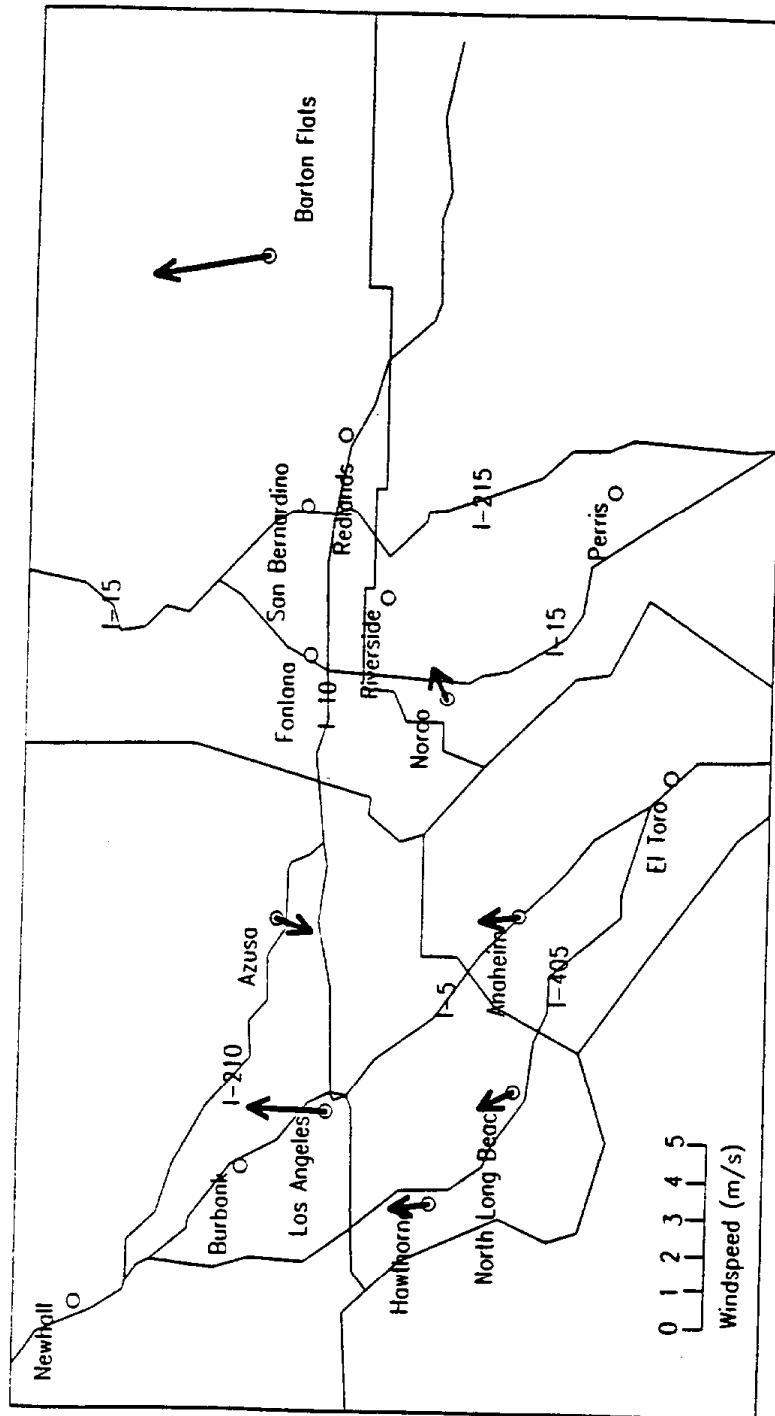 Newhall
Burbank
I-210
Azusa
Los Angeles
Hawthorn
North Long Beac
Anaheim
I-5
I-405
El Toro
Fontana
I-10
Norco
Riverside
San Bernardino
Redlands
I-15
I-15
I-215
Perris
Barton Flats
0 1 2 3 4 5
Windspeed (m/s)